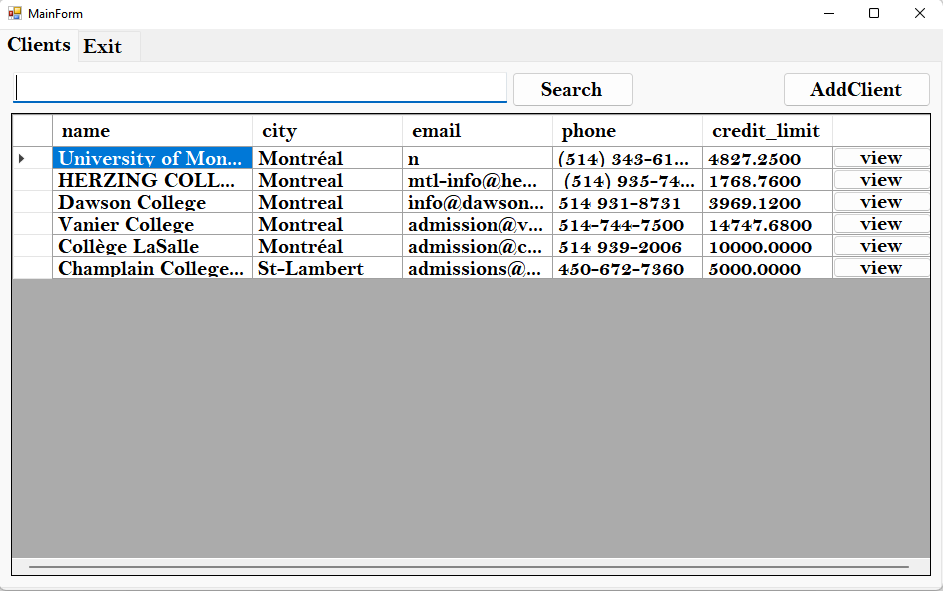 MainForm
Clients Exit
Search AddClient
name city email phone credit_limit
University of Mon... Montréal n (514) 343-61... 4827.2500 view
HERZING COLL... Montreal mtl-info@he... (514) 935-74... 1768.7600 view
Dawson College Montreal info@dawson... 514 931-8731 3969.1200 view
Vanier College Montreal admission@v... 514-744-7500 14747.6800 view
Collège LaSalle Montréal admission@c... 514 939-2006 10000.0000 view
Champlain College... St-Lambert admissions@... 450-672-7360 5000.0000 view